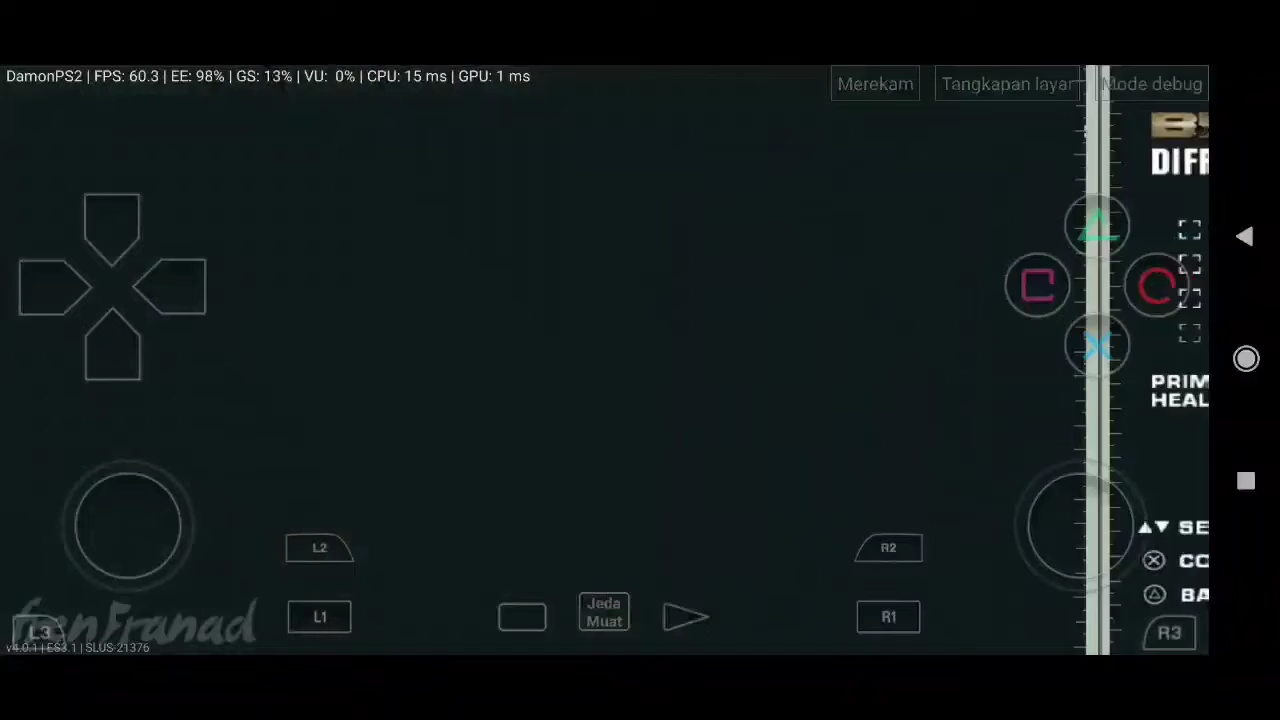 DamonPS2 | FPS: 60.3 | EE: 98% | GS: 13% | VU: 0% | CPU: 15 ms | GPU: 1 ms
Merekam
Tangkapan layar
Mode debug
DIFF
PRIM
HEAL
L2
R2
SE
CO
BA
L1
Jeda
Muat
R1
L3
R3
v4.0.1 | ES3.1 | SLUS-21376